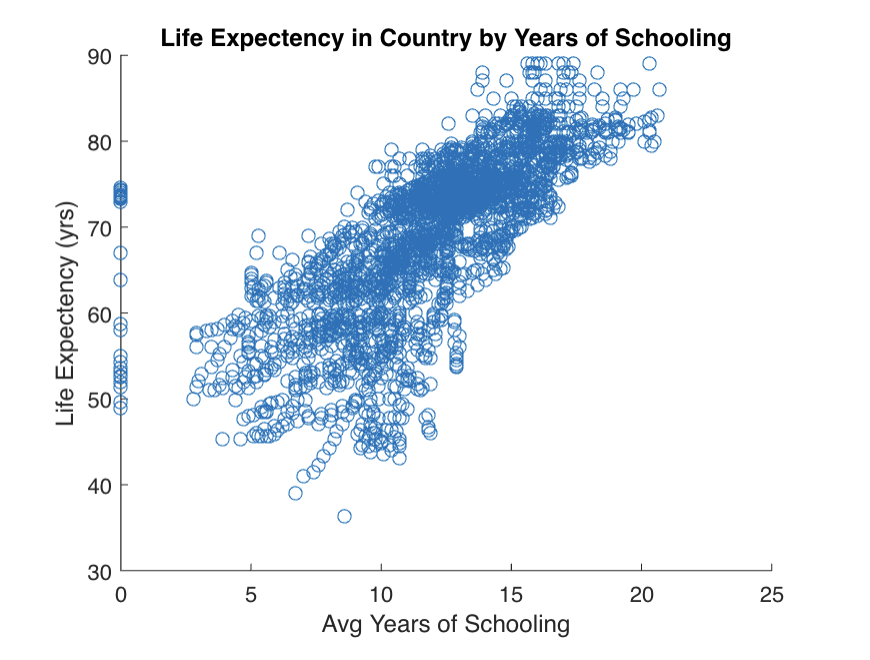 Life Expectency in Country by Years of Schooling
90
80
70
60
50
40
30
Life Expectency (yrs)
0 5 10 15 20 25
Avg Years of Schooling